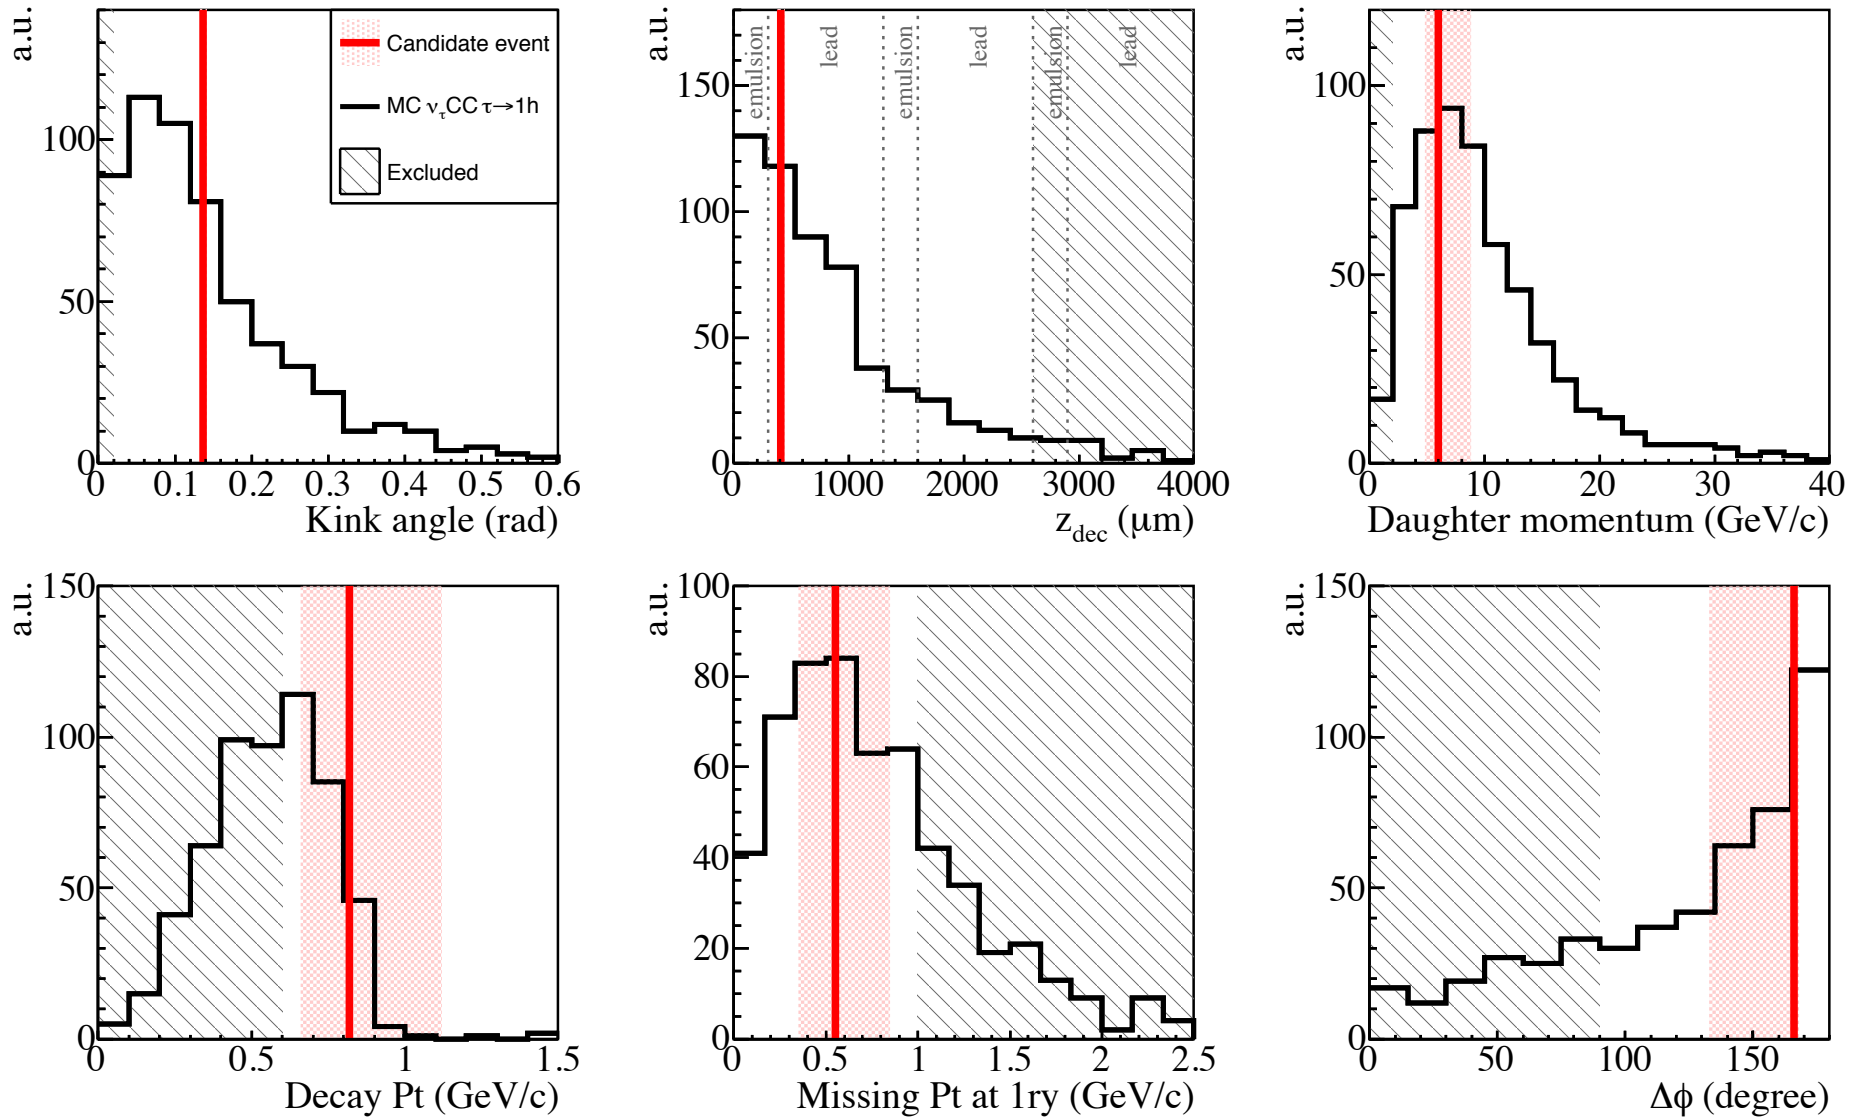 a.u.
100
50
0
0
0.1
0.2
0.3
0.4
0.5
0.6
Kink angle (rad)
Candidate event
MC ντCC τ→1h
Excluded
a.u.
150
100
50
0
emulsion
lead
emulsion
lead
emulsion
lead
0
1000
2000
3000
4000
zdec (μm)
a.u.
100
50
0
0
10
20
30
40
Daughter momentum (GeV/c)
a.u.
150
100
50
0
0
0.5
1
1.5
Decay Pt (GeV/c)
a.u.
100
80
60
40
20
0
0
0.5
1
1.5
2
2.5
Missing Pt at 1ry (GeV/c)
a.u.
150
100
50
0
0
50
100
150
Δϕ (degree)